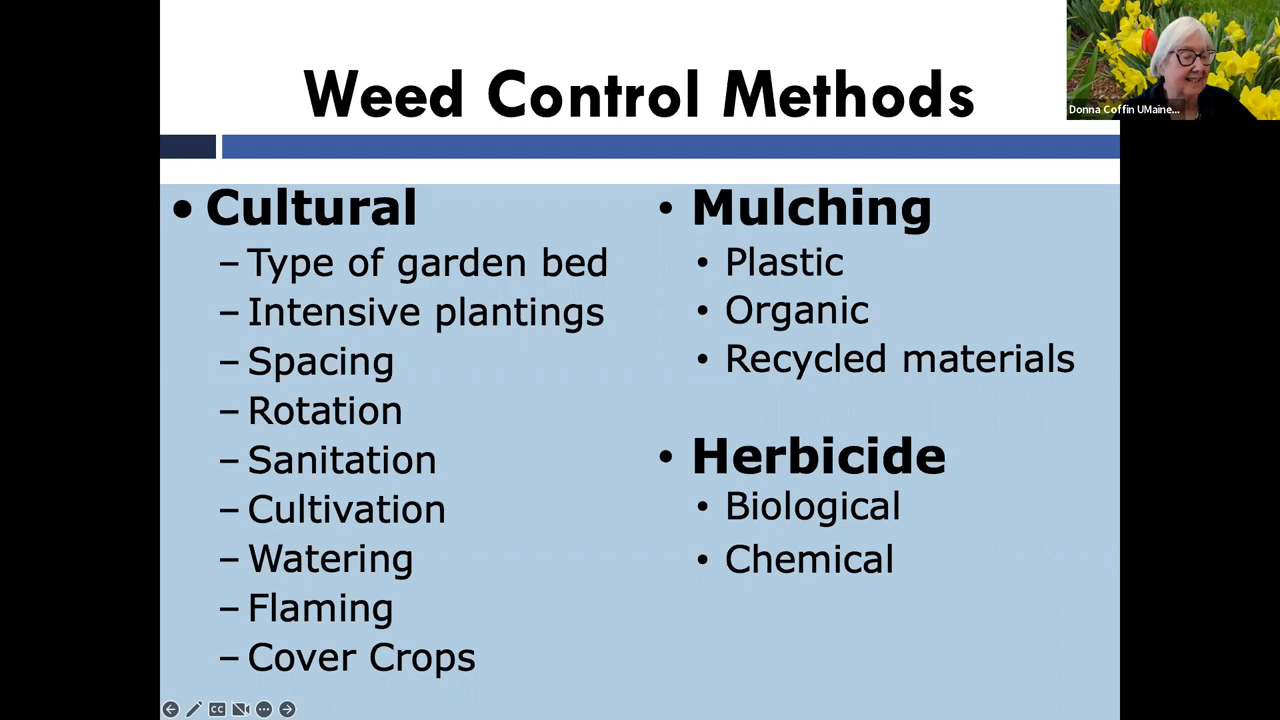 Weed Control Methods
Donna Coffin UMaine...
• Cultural
– Type of garden bed
– Intensive plantings
– Spacing
– Rotation
– Sanitation
– Cultivation
– Watering
– Flaming
– Cover Crops
• Mulching
• Plastic
• Organic
• Recycled materials
• Herbicide
• Biological
• Chemical
CC